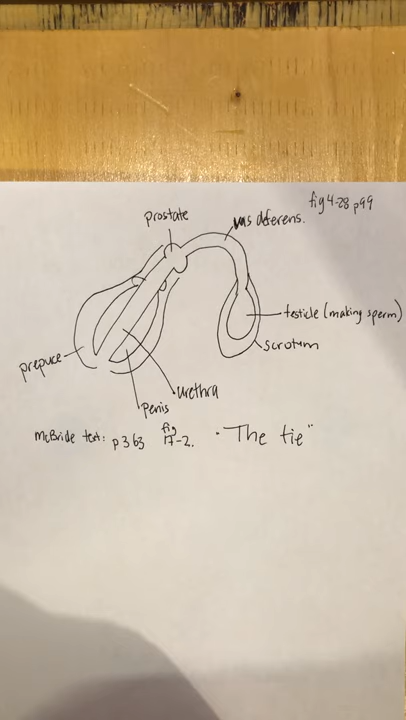 fig 4-28 p99
prostate
vas deferens.
testicle (making sperm)
scrotum
prepuce
urethra
penis
McBride text: p363 fig 17-2. · "The tie"